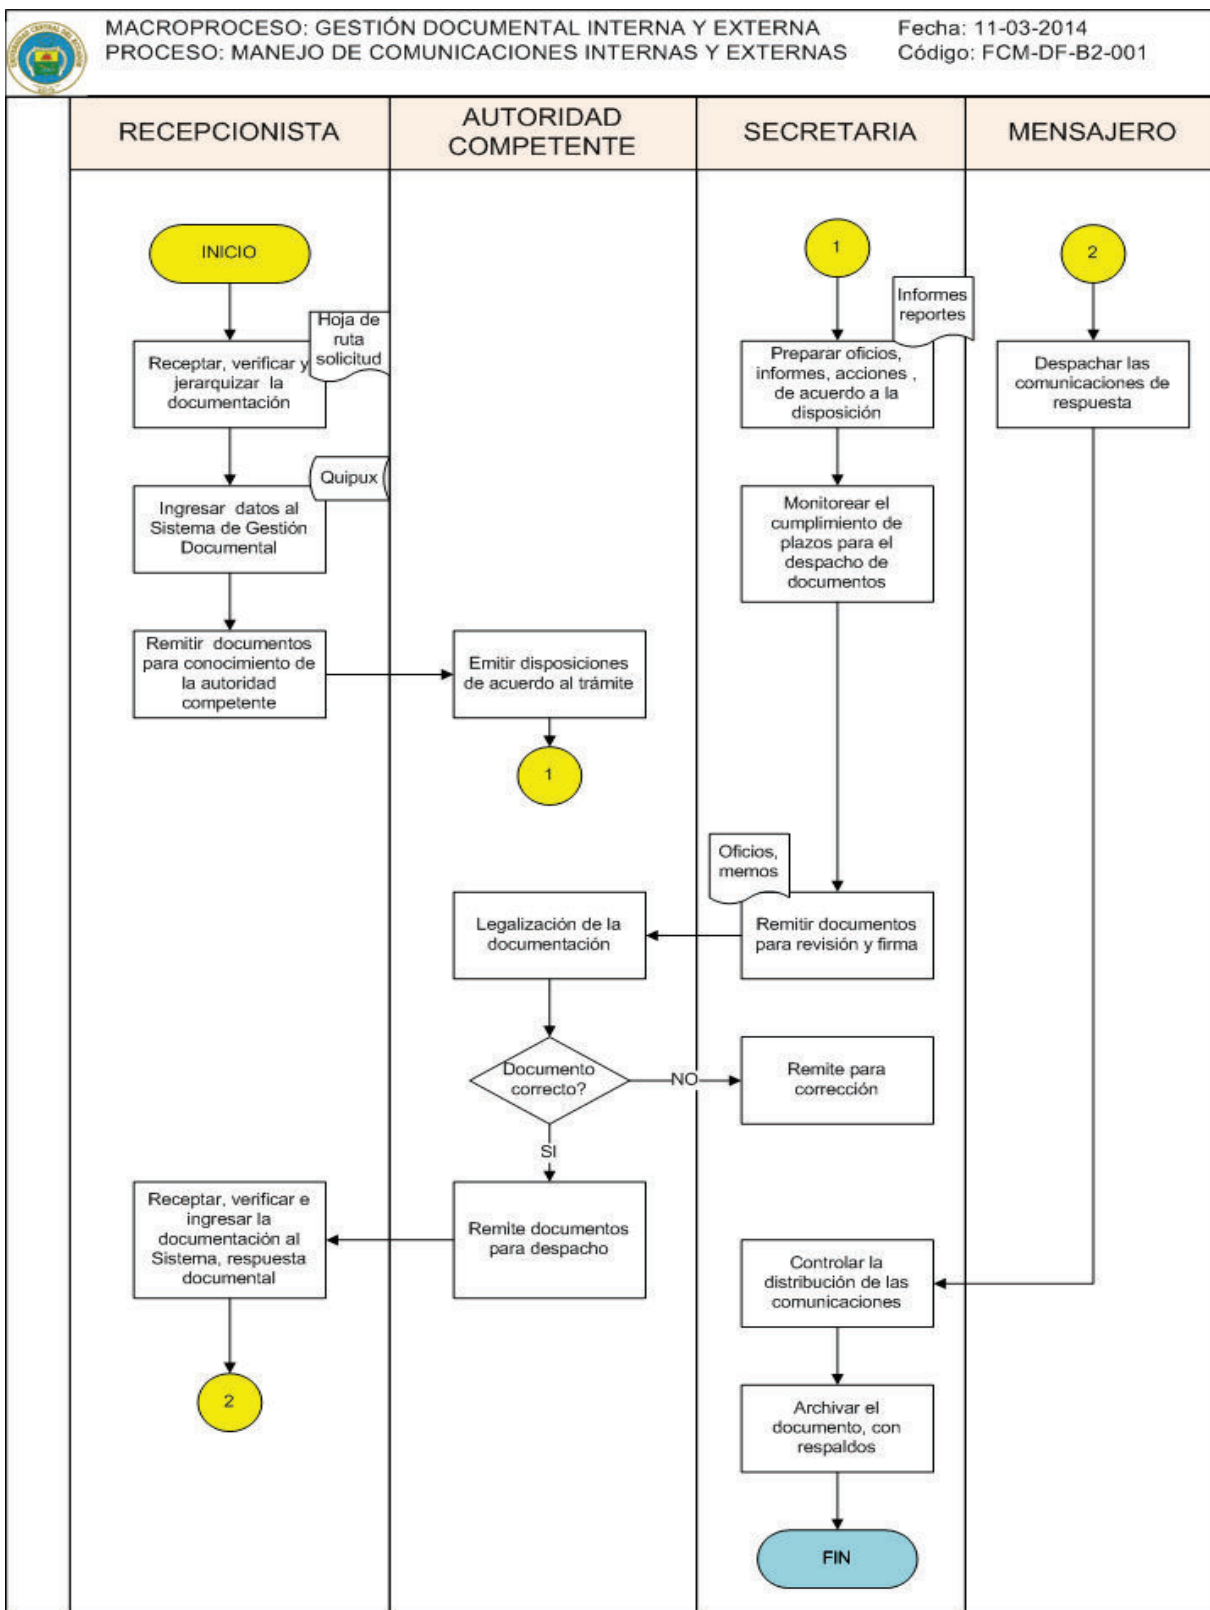 MACROPROCESO: GESTIÓN DOCUMENTAL INTERNA Y EXTERNA
PROCESO: MANEJO DE COMUNICACIONES INTERNAS Y EXTERNAS
Fecha: 11-03-2014
Código: FCM-DF-B2-001
RECEPCIONISTA
AUTORIDAD
COMPETENTE
SECRETARIA
MENSAJERO
INICIO
Hoja de
ruta
solicitud
Receptar, verificar y
jerarquizar la
documentación
Quipux
Ingresar datos al
Sistema de Gestión
Documental
Remitir documentos
para conocimiento de
la autoridad
competente
Emitir disposiciones
de acuerdo al trámite
1
1
Informes
reportes
Preparar oficios,
informes, acciones ,
de acuerdo a la
disposición
Monitorear el
cumplimiento de
plazos para el
despacho de
documentos
Oficios,
memos
Remitir documentos
para revisión y firma
Legalización de la
documentación
Documento
correcto?
NO
Remite para
corrección
SI
Remite documentos
para despacho
Receptar, verificar e
ingresar la
documentación al
Sistema, respuesta
documental
2
2
Despachar las
comunicaciones de
respuesta
Controlar la
distribución de las
comunicaciones
Archivar el
documento, con
respaldos
FIN